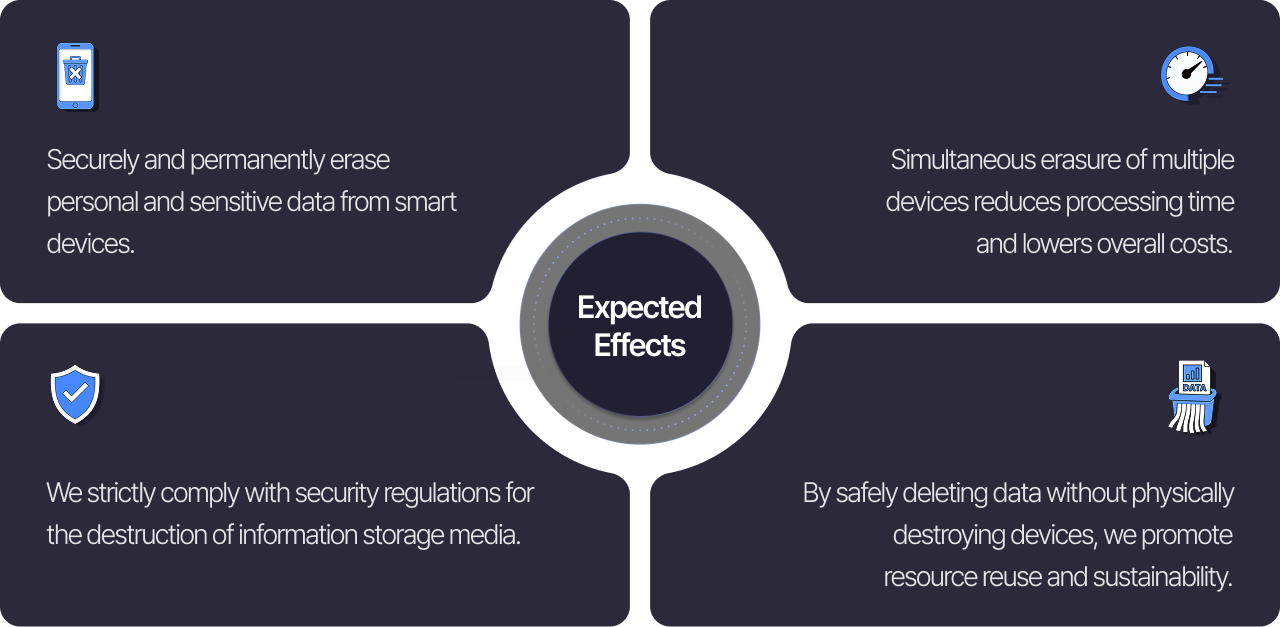 Securely and permanently erase
personal and sensitive data from smart
devices.
Simultaneous erasure of multiple
devices reduces processing time
and lowers overall costs.
Expected
Effects
We strictly comply with security regulations for
the destruction of information storage media.
DATA
By safely deleting data without physically
destroying devices, we promote
resource reuse and sustainability.